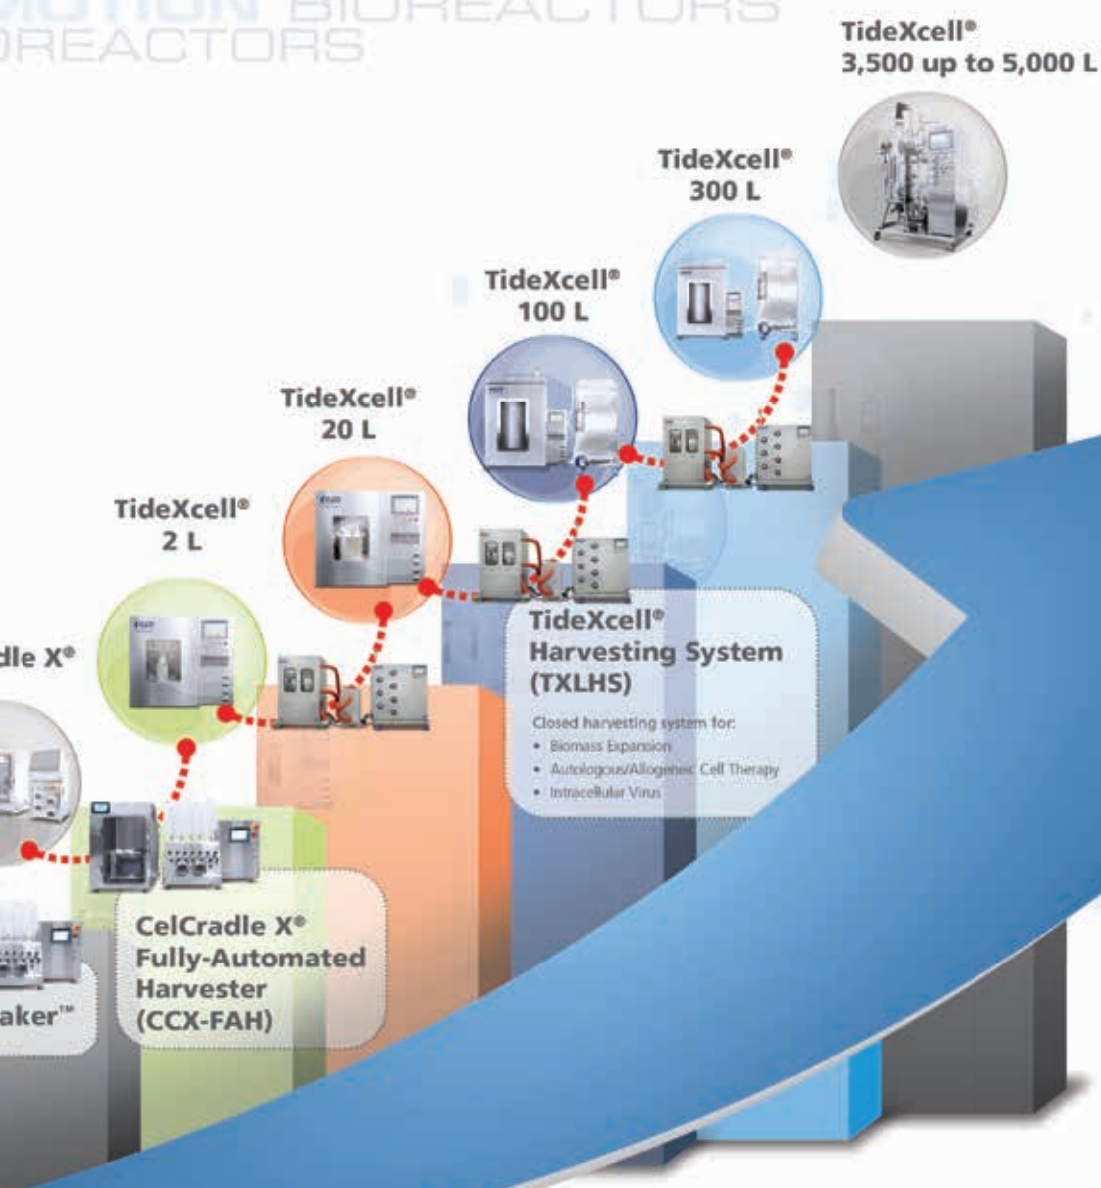 MOTION BIOREACTORS
OREACTORS
TideXcell®
3,500 up to 5,000 L
TideXcell®
300 L
TideXcell®
100 L
TideXcell®
20 L
TideXcell®
2 L
dle X®
TideXcell®
Harvesting System
(TXLHS)
Closed harvesting system for:
• Biomass Expansion
• Autologous/Allogeneic Cell Therapy
• Intracellular Virus
CelCradle X®
Fully-Automated
Harvester
(CCX-FAH)
aker™